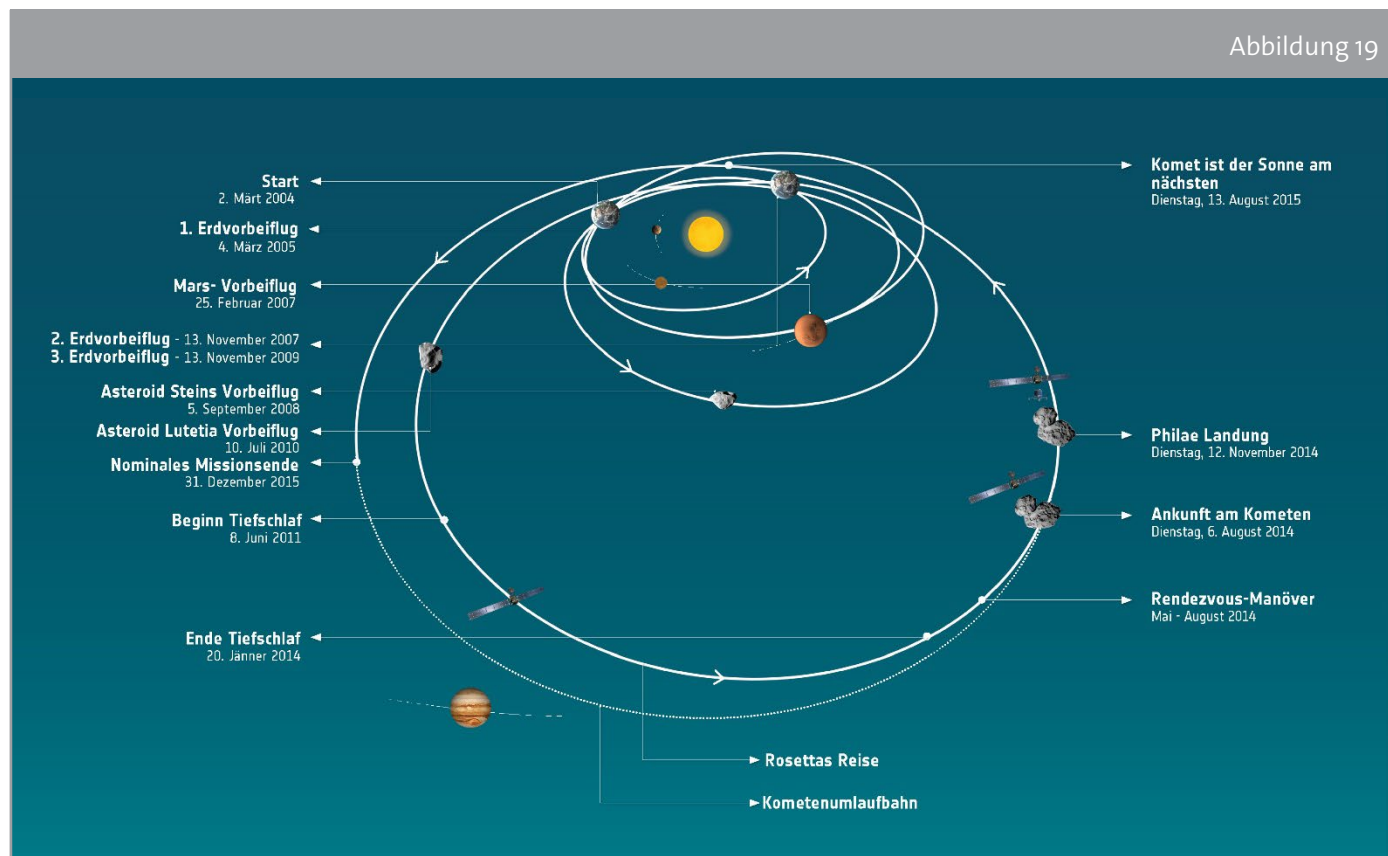 Abbildung 19
Start
2. Märt 2004
1. Erdvorbeiflug
4. März 2005
Mars- Vorbeiflug
25. Februar 2007
2. Erdvorbeiflug - 13. November 2007
3. Erdvorbeiflug - 13. November 2009
Asteroid Steins Vorbeiflug
5. September 2008
Asteroid Lutetia Vorbeiflug
10. Juli 2010
Nominales Missionsende
31. Dezember 2015
Beginn Tiefschlaf
8. Juni 2011
Ende Tiefschlaf
20. Jänner 2014
Komet ist der Sonne am
nächsten
Dienstag, 13. August 2015
Philae Landung
Dienstag, 12. November 2014
Ankunft am Kometen
Dienstag, 6. August 2014
Rendezvous-Manöver
Mai - August 2014
Rosettas Reise
Kometenumlaufbahn